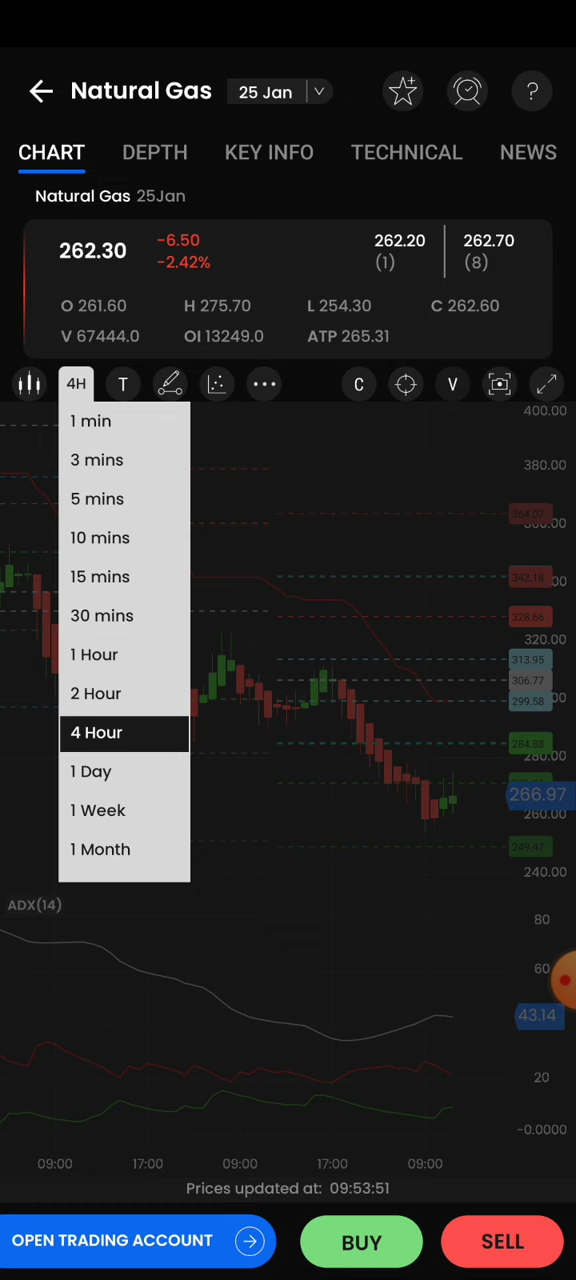 Natural Gas 25 Jan ?
CHART DEPTH KEY INFO TECHNICAL NEWS
Natural Gas 25Jan
262.30 -6.50 -2.42% 262.20 (1) 262.70 (8)
O 261.60 H 275.70 L 254.30 C 262.60
V 67444.0 OI 13249.0 ATP 265.31
4H T C V
1 min
3 mins
5 mins
10 mins
15 mins
30 mins
1 Hour
2 Hour
4 Hour
1 Day
1 Week
1 Month
400.00
380.00
364.07
342.18
328.66
320.00
313.95
306.77
299.58
284.88
280.00
266.97
260.00
249.47
240.00
ADX(14)
80
60
43.14
20
-0.0000
09:00 17:00 09:00 17:00 09:00
Prices updated at: 09:53:51
OPEN TRADING ACCOUNT BUY SELL